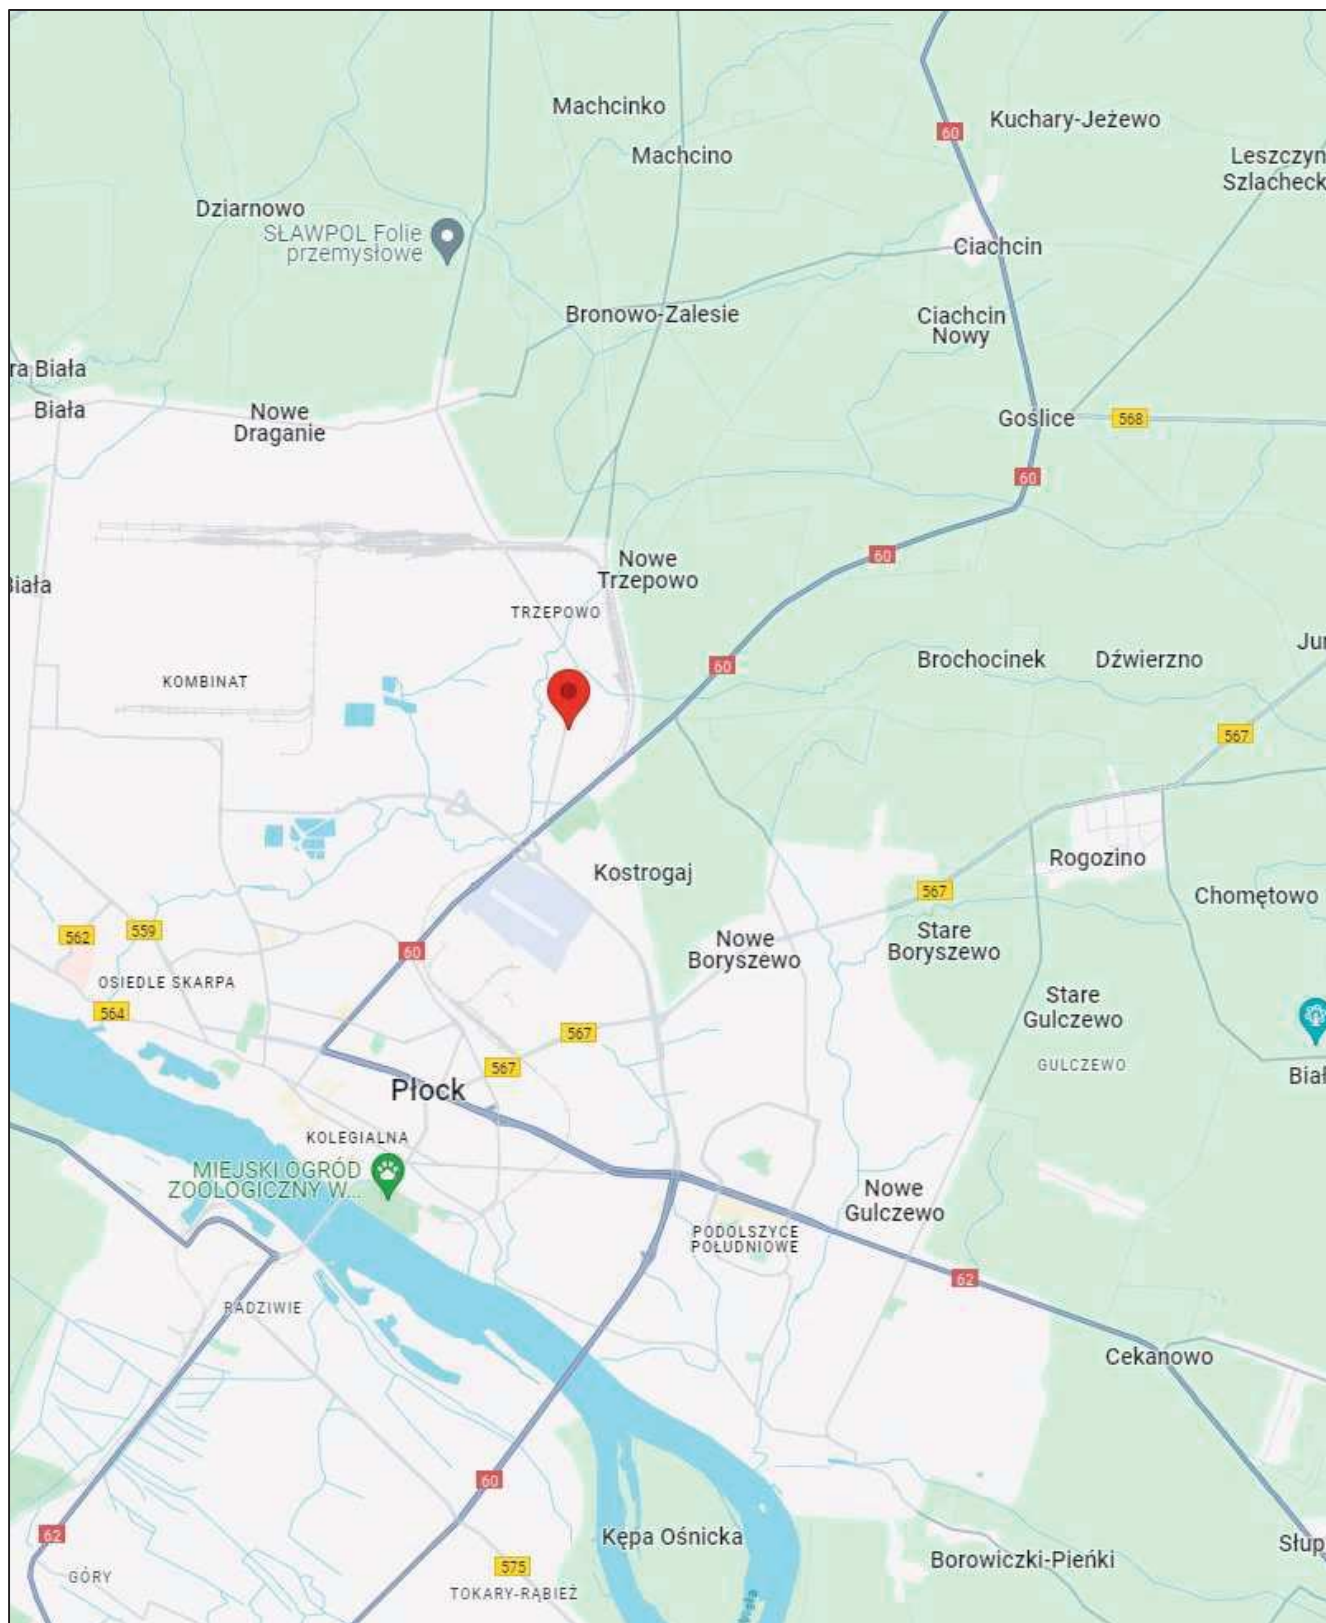 Machcinko
Kuchary-Jeżewo
60
Machcino
Leszczyn
Szlacheck
Dziarnowo
SŁAWPOL Folie
przemysłowe
Ciachcin
Bronowo-Zalesie
Ciachcin
Nowy
ra Biała
Biała
Nowe
Draganie
Goślice
568
60
60
Nowe
Trzepowo
Biała
TRZEPOWO
Jur
Brochocinek
Dźwierzno
60
KOMBINAT
567
Rogozino
Kostrogaj
567
Chomętowo
562
559
60
Nowe
Boryszewo
Stare
Boryszewo
OSIEDLE SKARPA
Stare
Gulczewo
564
567
567
GULCZEWO
Biał
Płock
KOLEGIALNA
MIEJSKI OGRÓD
ZOOLOGICZNY W...
Nowe
Gulczewo
PODOLSZYCE
POŁUDNIOWE
62
RADZIWIE
Cekanowo
60
62
Kępa Ośnicka
Słup
575
Borowiczki-Pieńki
GÓRY
TOKARY-RĄBIEŻ